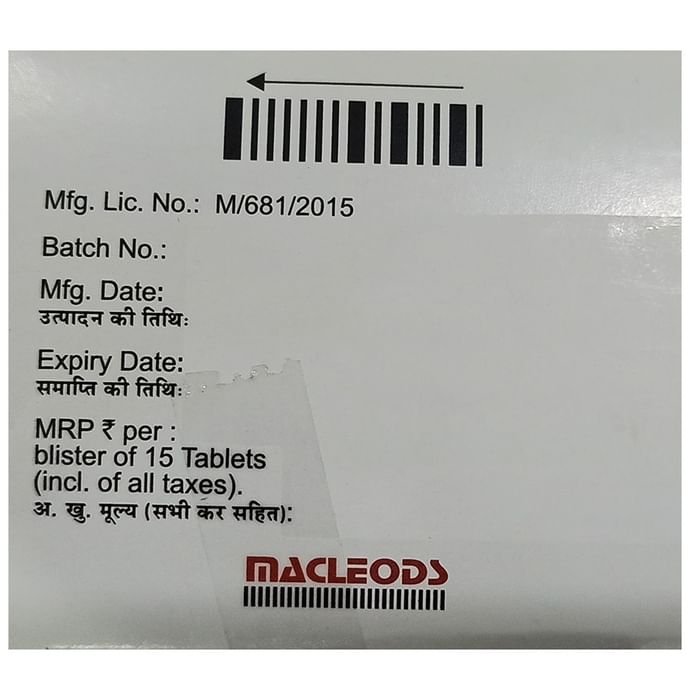 Mfg. Lic. No.: M/681/2015
Batch No.:
Mfg. Date:
उत्पादन की तिथिः
Expiry Date:
समाप्ति की तिथिः
MRP ₹ per :
blister of 15 Tablets
(incl. of all taxes).
अ. खु. मूल्य (सभी कर सहित):
MACLEODS